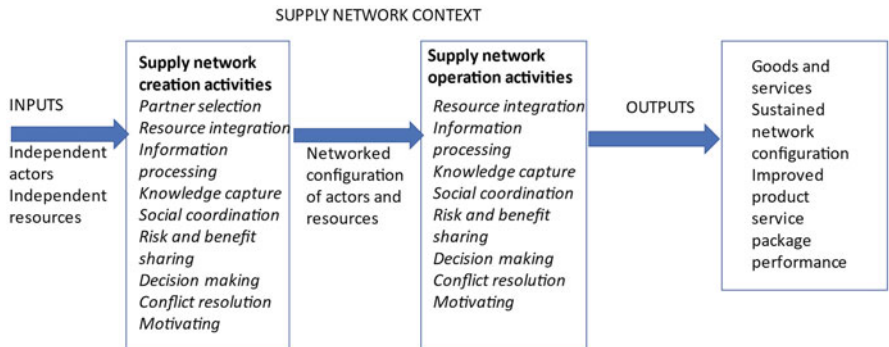 SUPPLY NETWORK CONTEXT
INPUTS
Independent
actors
Independent
resources
Supply network
creation activities
Partner selection
Resource integration
Information
processing
Knowledge capture
Social coordination
Risk and benefit
sharing
Decision making
Conflict resolution
Motivating
Networked
configuration
of actors and
resources
Supply network
operation activities
Resource integration
Information
processing
Knowledge capture
Social coordination
Risk and benefit
sharing
Decision making
Conflict resolution
Motivating
OUTPUTS
Goods and
services
Sustained
network
configuration
Improved
product
service
package
performance